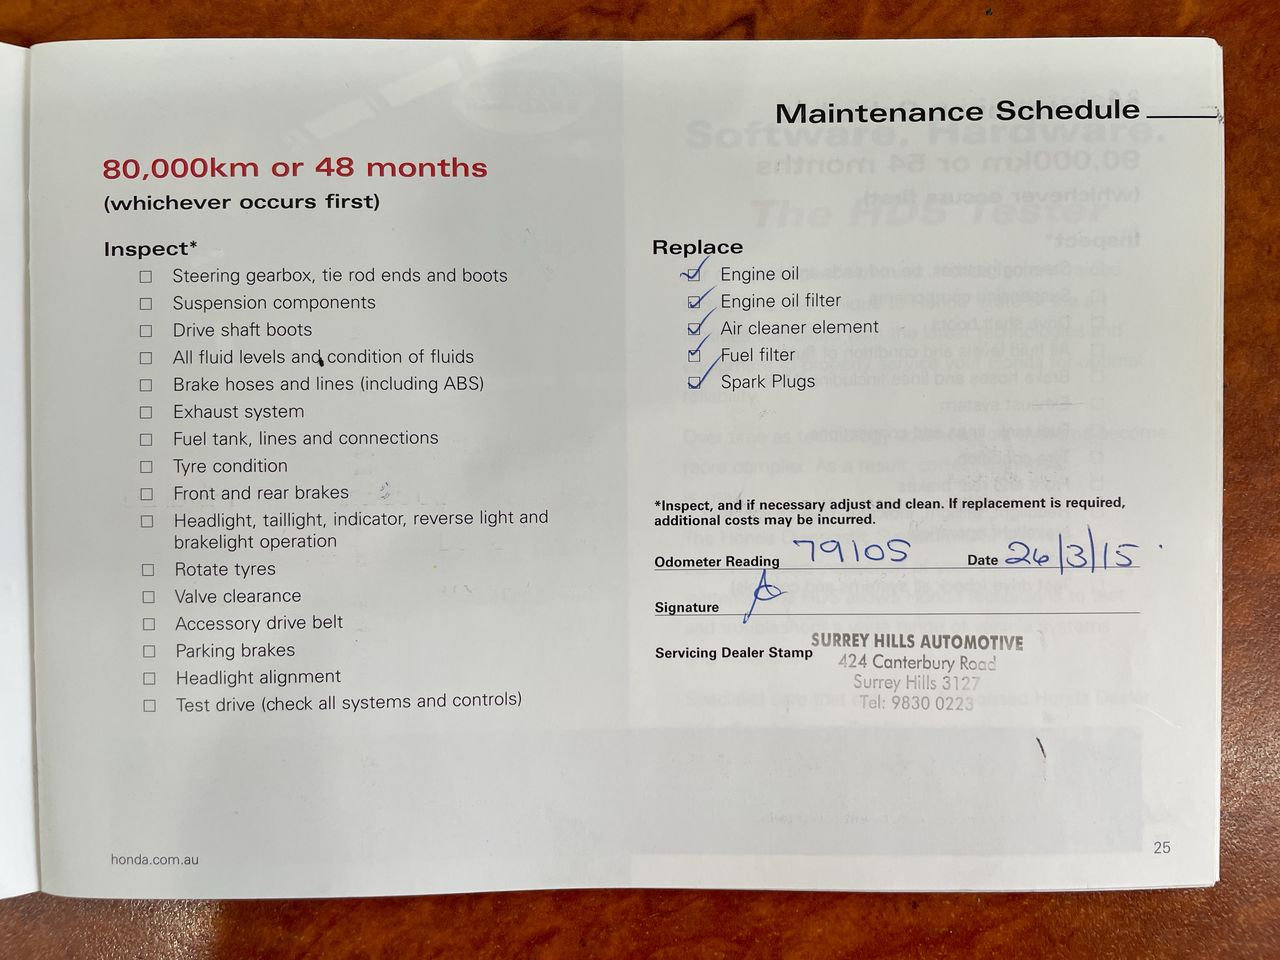 Maintenance Schedule
80,000km or 48 months
(whichever occurs first)
Inspect*
Steering gearbox, tie rod ends and boots
Suspension components
Drive shaft boots
All fluid levels and condition of fluids
Brake hoses and lines (including ABS)
Exhaust system
Fuel tank, lines and connections
Tyre condition
Front and rear brakes
Headlight, taillight, indicator, reverse light and
brakelight operation
Rotate tyres
Valve clearance
Accessory drive belt
Parking brakes
Headlight alignment
Test drive (check all systems and controls)
Replace
Engine oil
Engine oil filter
Air cleaner element
Fuel filter
Spark Plugs
*Inspect, and if necessary adjust and clean. If replacement is required,
additional costs may be incurred.
Odometer Reading 79105 Date 26/3/15
Signature
Servicing Dealer Stamp SURREY HILLS AUTOMOTIVE
424 Canterbury Road
Surrey Hills 3127
Tel: 9830 0223
honda.com.au
25